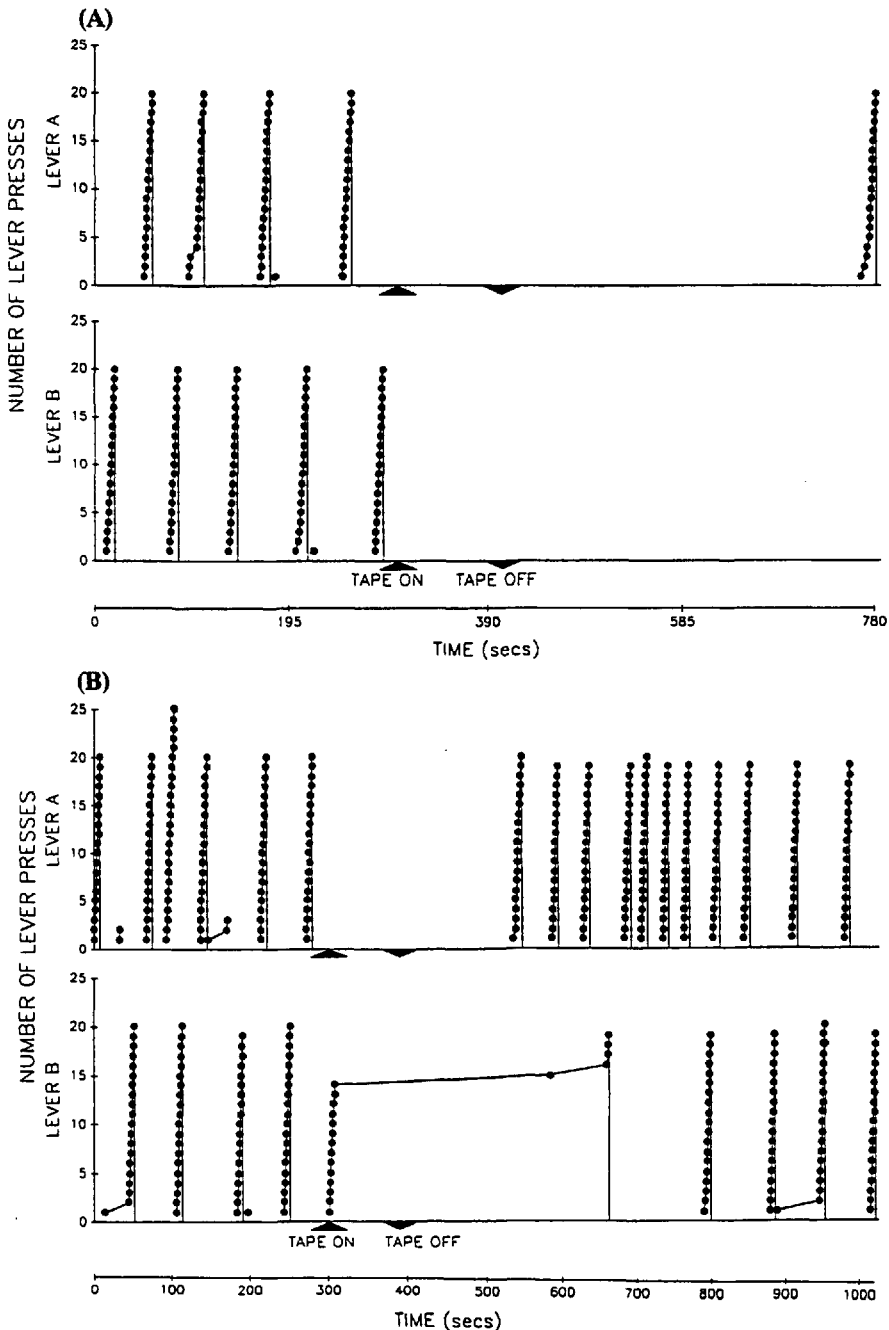 (A)
NUMBER OF LEVER PRESSES
LEVER A
25
20
15
10
5
0
LEVER B
25
20
15
10
5
0
TAPE ON TAPE OFF
0 195 390 585 780
TIME (secs)
(B)
NUMBER OF LEVER PRESSES
LEVER A
25
20
15
10
5
0
LEVER B
20
15
10
5
0
TAPE ON TAPE OFF
0 100 200 300 400 500 600 700 800 900 1000
TIME (secs)